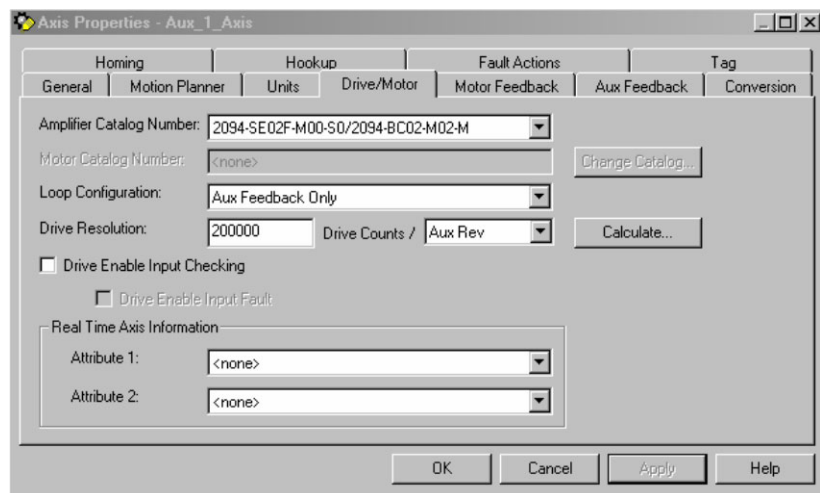 Axis Properties - Aux_1_Axis
Homing Hookup Fault Actions Tag
General Motion Planner Units Drive/Motor Motor Feedback Aux Feedback Conversion
Amplifier Catalog Number: 2094-SE02F-M00-S0/2094-BC02-M02-M
Motor Catalog Number: <none> Change Catalog...
Loop Configuration: Aux Feedback Only
Drive Resolution: 200000 Drive Counts / Aux Rev Calculate...
Drive Enable Input Checking
Drive Enable Input Fault
Real Time Axis Information
Attribute 1: <none>
Attribute 2: <none>
OK Cancel Apply Help